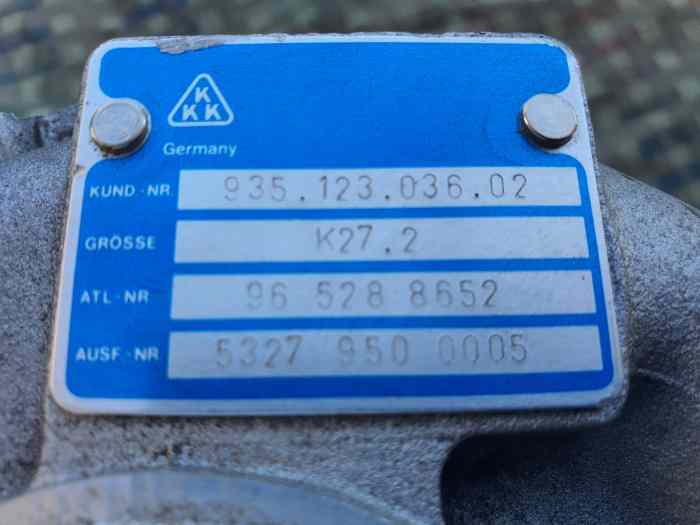 K
K K
Germany
KUND-NR. 935.123.036.02
GRÖSSE K27.2
ATL-NR 96 528 8652
AUSF-NR 5327 950 0005